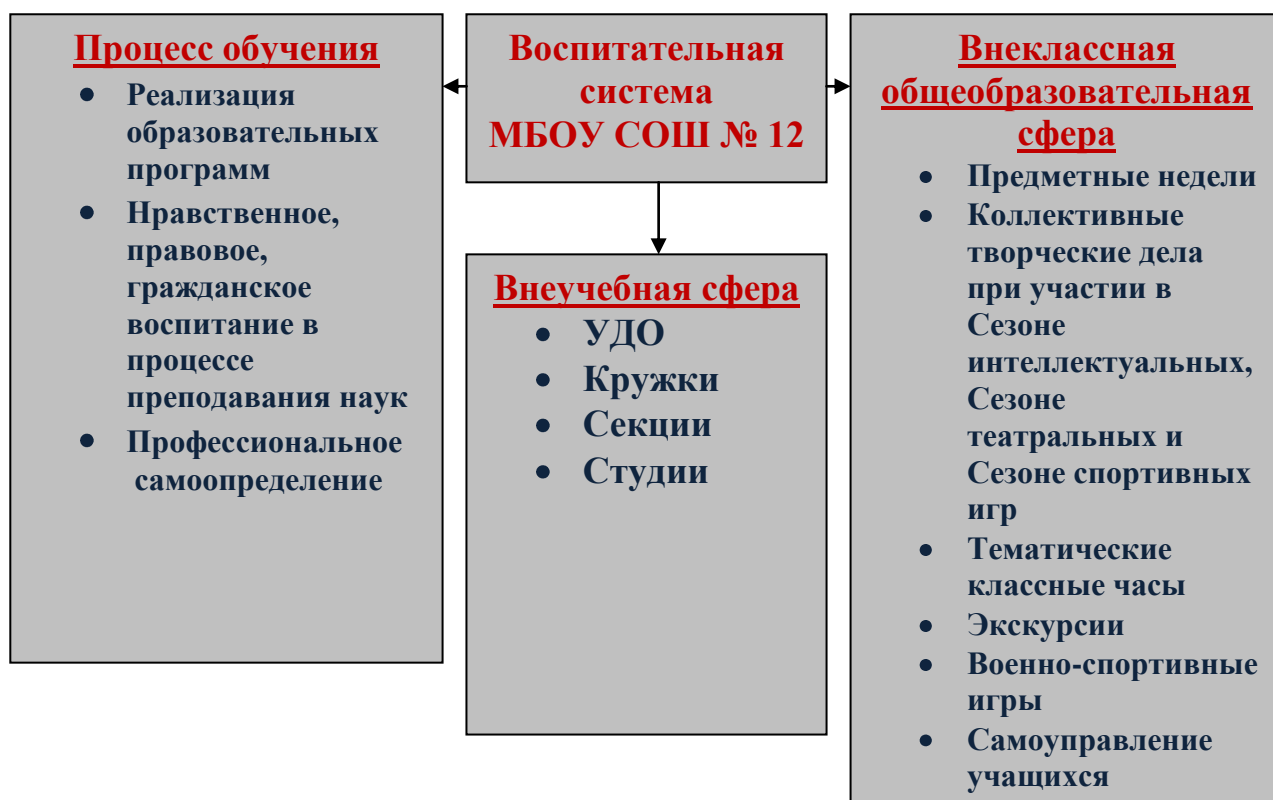 Процесс обучения
• Реализация
образовательных
программ
• Нравственное,
правовое,
гражданское
воспитание в
процессе
преподавания наук
• Профессиональное
самоопределение
Воспитательная
система
МБОУ СОШ № 12
Внеучебная сфера
• УДО
• Кружки
• Секции
• Студии
Внеклассная
общеобразовательная
сфера
• Предметные недели
• Коллективные
творческие дела
при участии в
Сезоне
интеллектуальных,
Сезоне
театральных и
Сезоне спортивных
игр
• Тематические
классные часы
• Экскурсии
• Военно-спортивные
игры
• Самоуправление
учащихся